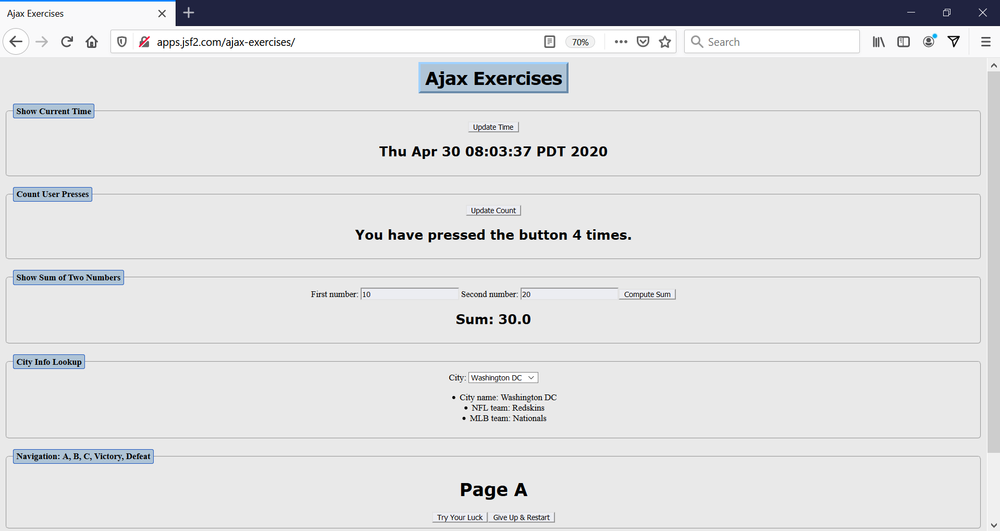 Ajax Exercises
apps.jsf2.com/ajax-exercises/ 70% Search
Ajax Exercises
Show Current Time
Update Time
Thu Apr 30 08:03:37 PDT 2020
Count User Presses
Update Count
You have pressed the button 4 times.
Show Sum of Two Numbers
First number: 10 Second number: 20 Compute Sum
Sum: 30.0
City Info Lookup
City: Washington DC
• City name: Washington DC
• NFL team: Redskins
• MLB team: Nationals
Navigation: A, B, C, Victory, Defeat
Page A
Try Your Luck Give Up & Restart